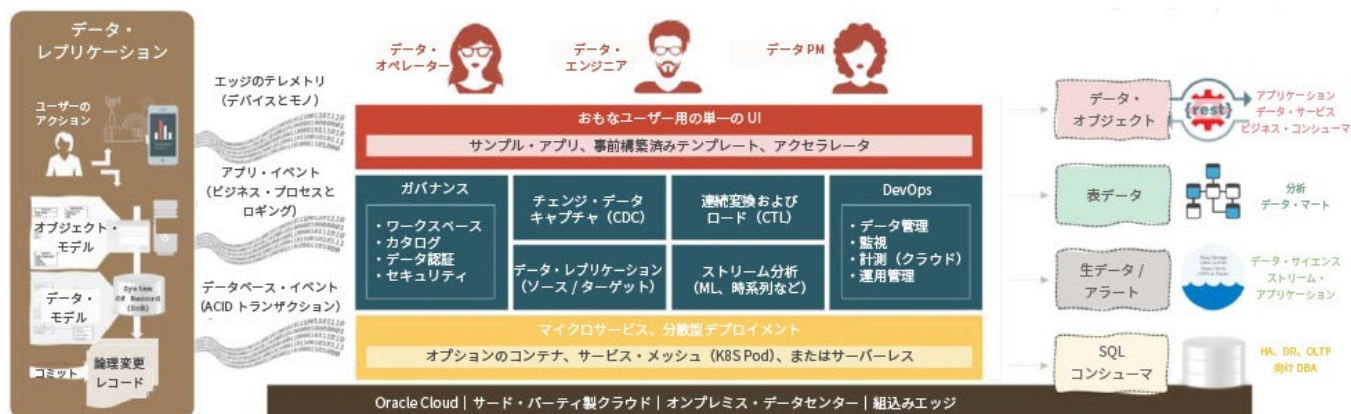 データ・
レプリケーション
ユーザーの
アクション
オブジェクト・
モデル
System
Of Record
(SoR)
データ・
モデル
コミット
論理変更
レコード
エッジのテレメトリ
（デバイスとモノ）
アプリ・イベント
（ビジネス・プロセスと
ロギング）
データベース・イベント
（ACID トランザクション）
データ・
オペレーター
データ・
エンジニア
データ PM
おもなユーザー用の単一の UI
サンプル・アプリ、事前構築済みテンプレート、アクセラレータ
ガバナンス
・ワークスペース
・カタログ
・データ認証
・セキュリティ
チェンジ・データ
キャプチャ（CDC）
連続変換および
ロード（CTL）
データ・レプリケーション
（ソース / ターゲット）
ストリーム分析
（ML、時系列など）
DevOps
・データ管理
・監視
・計測（クラウド）
・運用管理
マイクロサービス、分散型デプロイメント
オプションのコンテナ、サービス・メッシュ（K8S Pod）、またはサーバーレス
Oracle Cloud | サード・パーティ製クラウド | オンプレミス・データセンター | 組込みエッジ
データ・
オブジェクト
{rest}
アプリケーション
データ・サービス
ビジネス・コンシューマ
表データ
分析
データ・マート
生データ /
アラート
データ・サイエンス
ストリーム・
アプリケーション
SQL
コンシューマ
HA、DR、OLTP
向け DBA